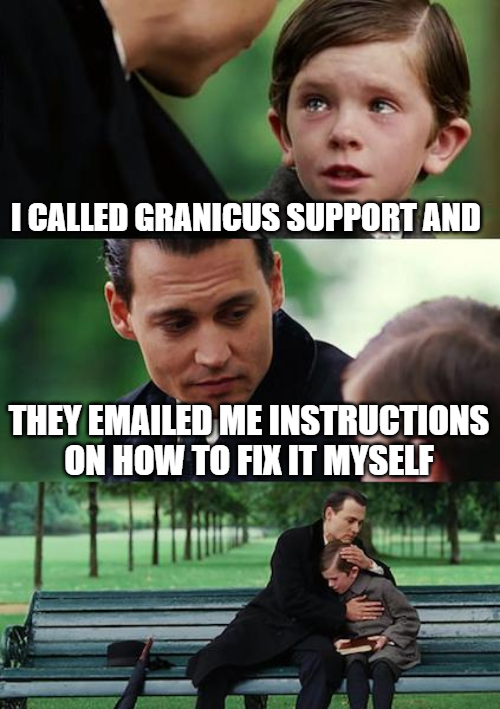 I CALLED GRANICUS SUPPORT AND
THEY EMAILED ME INSTRUCTIONS
ON HOW TO FIX IT MYSELF